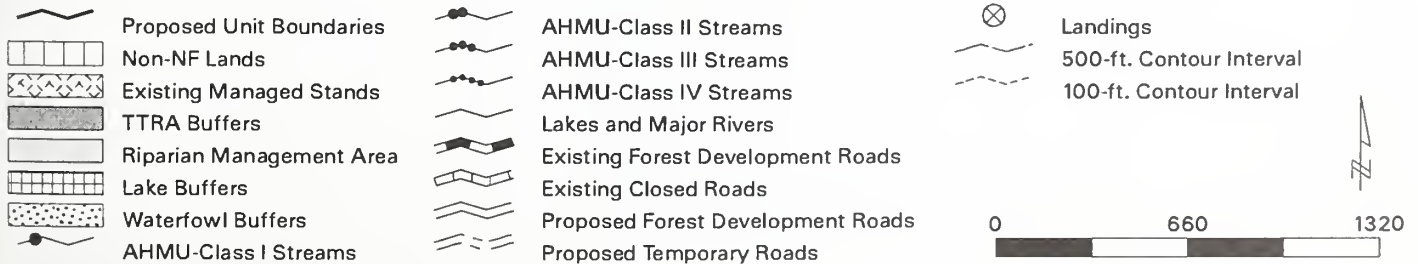 Proposed Unit Boundaries
Non-NF Lands
Existing Managed Stands
TTRA Buffers
Riparian Management Area
Lake Buffers
Waterfowl Buffers
AHMU-Class I Streams
AHMU-Class II Streams
AHMU-Class III Streams
AHMU-Class IV Streams
Lakes and Major Rivers
Existing Forest Development Roads
Existing Closed Roads
Proposed Forest Development Roads
Proposed Temporary Roads
Landings
500-ft. Contour Interval
100-ft. Contour Interval
0 660 1320